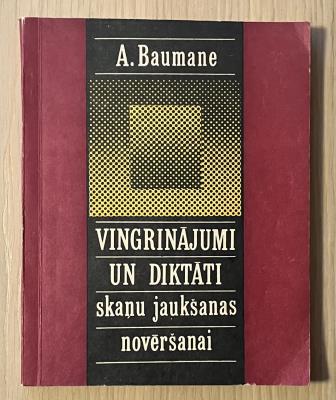 A. Baumane
VINGRINĀJUMI
UN DIKTĀTI
skaņu jaukšanas
novēršanai